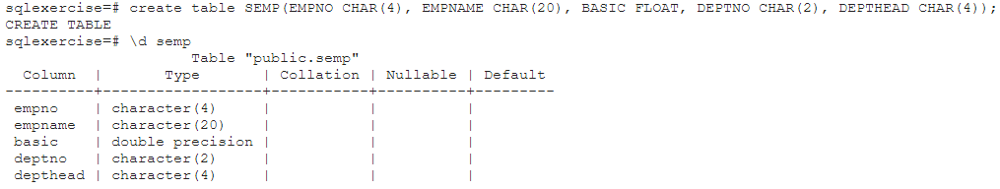 sqlexercise=# create table SEMP(EMPNO CHAR(4), EMPNAME CHAR(20), BASIC FLOAT, DEPTNO CHAR(2), DEPTHEAD CHAR(4));
CREATE TABLE
sqlexercise=# \d semp
                     Table "public.semp"
  Column  |       Type       | Collation | Nullable | Default
----------+------------------+-----------+----------+---------
 empno    | character(4)     |           |          |
 empname  | character(20)    |           |          |
 basic    | double precision |           |          |
 deptno   | character(2)     |           |          |
 depthead | character(4)     |           |          |